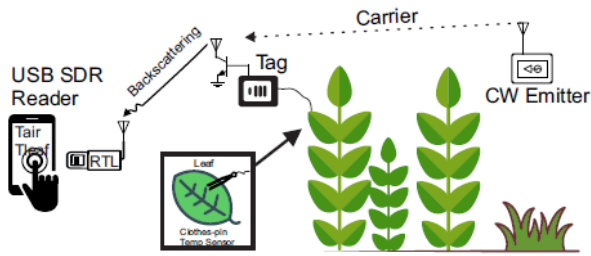 Carrier
Backscattering
Tag
CW Emitter
USB SDR
Reader
Tair
Tleaf
RTL
Leaf
Clothes-pin
Temp Sensor